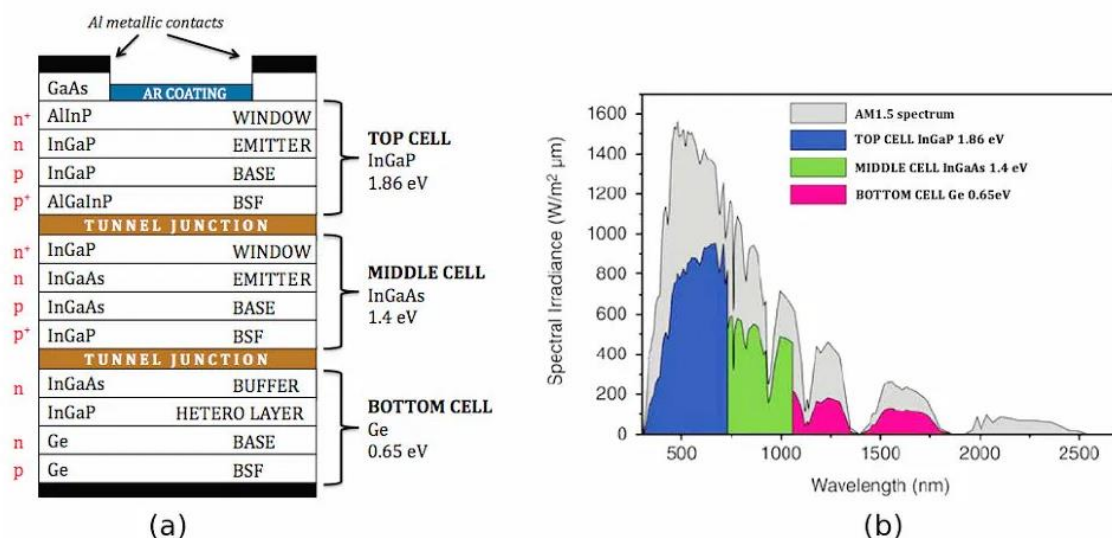 Al metallic contacts
GaAs
AR COATING
n⁺ AlInP WINDOW
n InGaP EMITTER
p InGaP BASE
p⁺ AlGaInP BSF
TOP CELL
InGaP
1.86 eV
TUNNEL JUNCTION
n⁺ InGaP WINDOW
n InGaAs EMITTER
p InGaAs BASE
p⁺ InGaP BSF
MIDDLE CELL
InGaAs
1.4 eV
TUNNEL JUNCTION
n InGaAs BUFFER
InGaP HETERO LAYER
n Ge BASE
p Ge BSF
BOTTOM CELL
Ge
0.65 eV
(a)
Spectral Irradiance (W/m² µm)
1600
1400
1200
1000
800
600
400
200
0
AM1.5 spectrum
TOP CELL InGaP 1.86 eV
MIDDLE CELL InGaAs 1.4 eV
BOTTOM CELL Ge 0.65eV
500 1000 1500 2000 2500
Wavelength (nm)
(b)